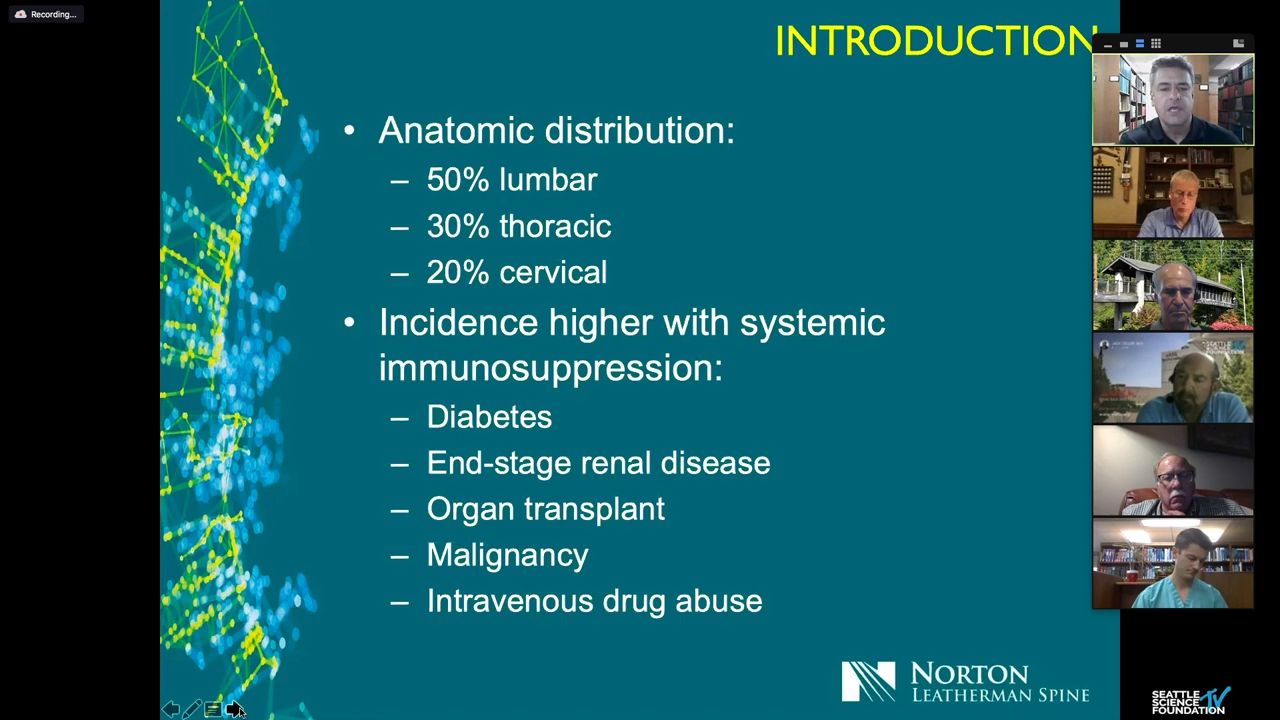 Recording...
INTRODUCTION
• Anatomic distribution:
– 50% lumbar
– 30% thoracic
– 20% cervical
• Incidence higher with systemic
immunosuppression:
– Diabetes
– End-stage renal disease
– Organ transplant
– Malignancy
– Intravenous drug abuse
NORTON
LEATHERMAN SPINE
SEATTLE
SCIENCE
FOUNDATION
TV